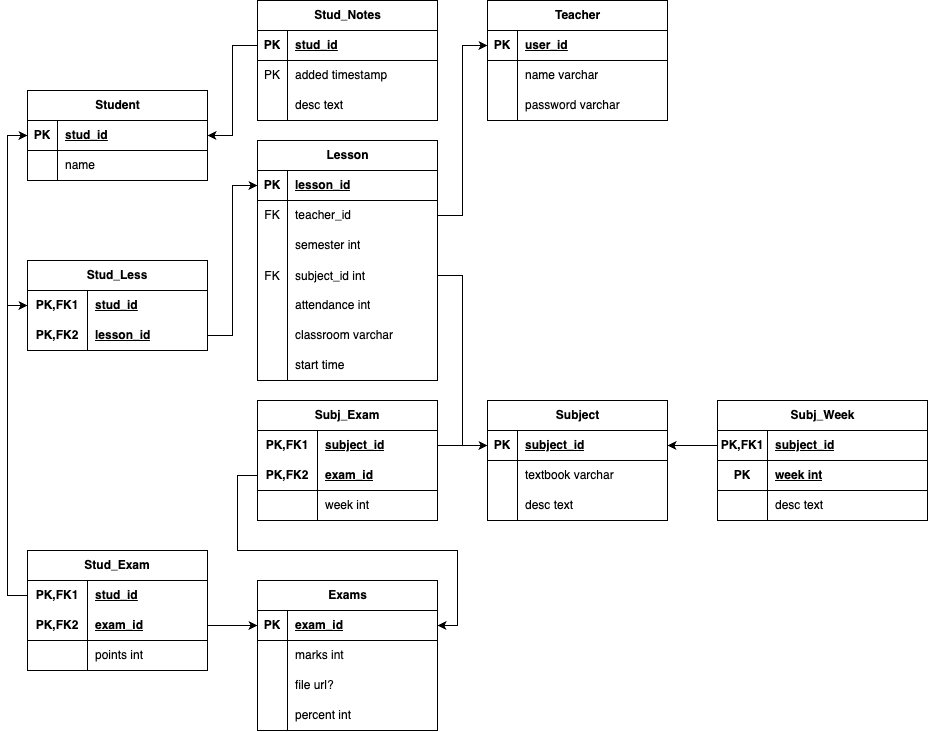 Stud_Notes
PK stud_id
PK added timestamp
desc text
Teacher
PK user_id
name varchar
password varchar
Student
PK stud_id
name
Lesson
PK lesson_id
FK teacher_id
semester int
FK subject_id int
attendance int
classroom varchar
start time
Stud_Less
PK,FK1 stud_id
PK,FK2 lesson_id
Subj_Exam
PK,FK1 subject_id
PK,FK2 exam_id
week int
Subject
PK subject_id
textbook varchar
desc text
Subj_Week
PK,FK1 subject_id
PK week int
desc text
Stud_Exam
PK,FK1 stud_id
PK,FK2 exam_id
points int
Exams
PK exam_id
marks int
file url?
percent int